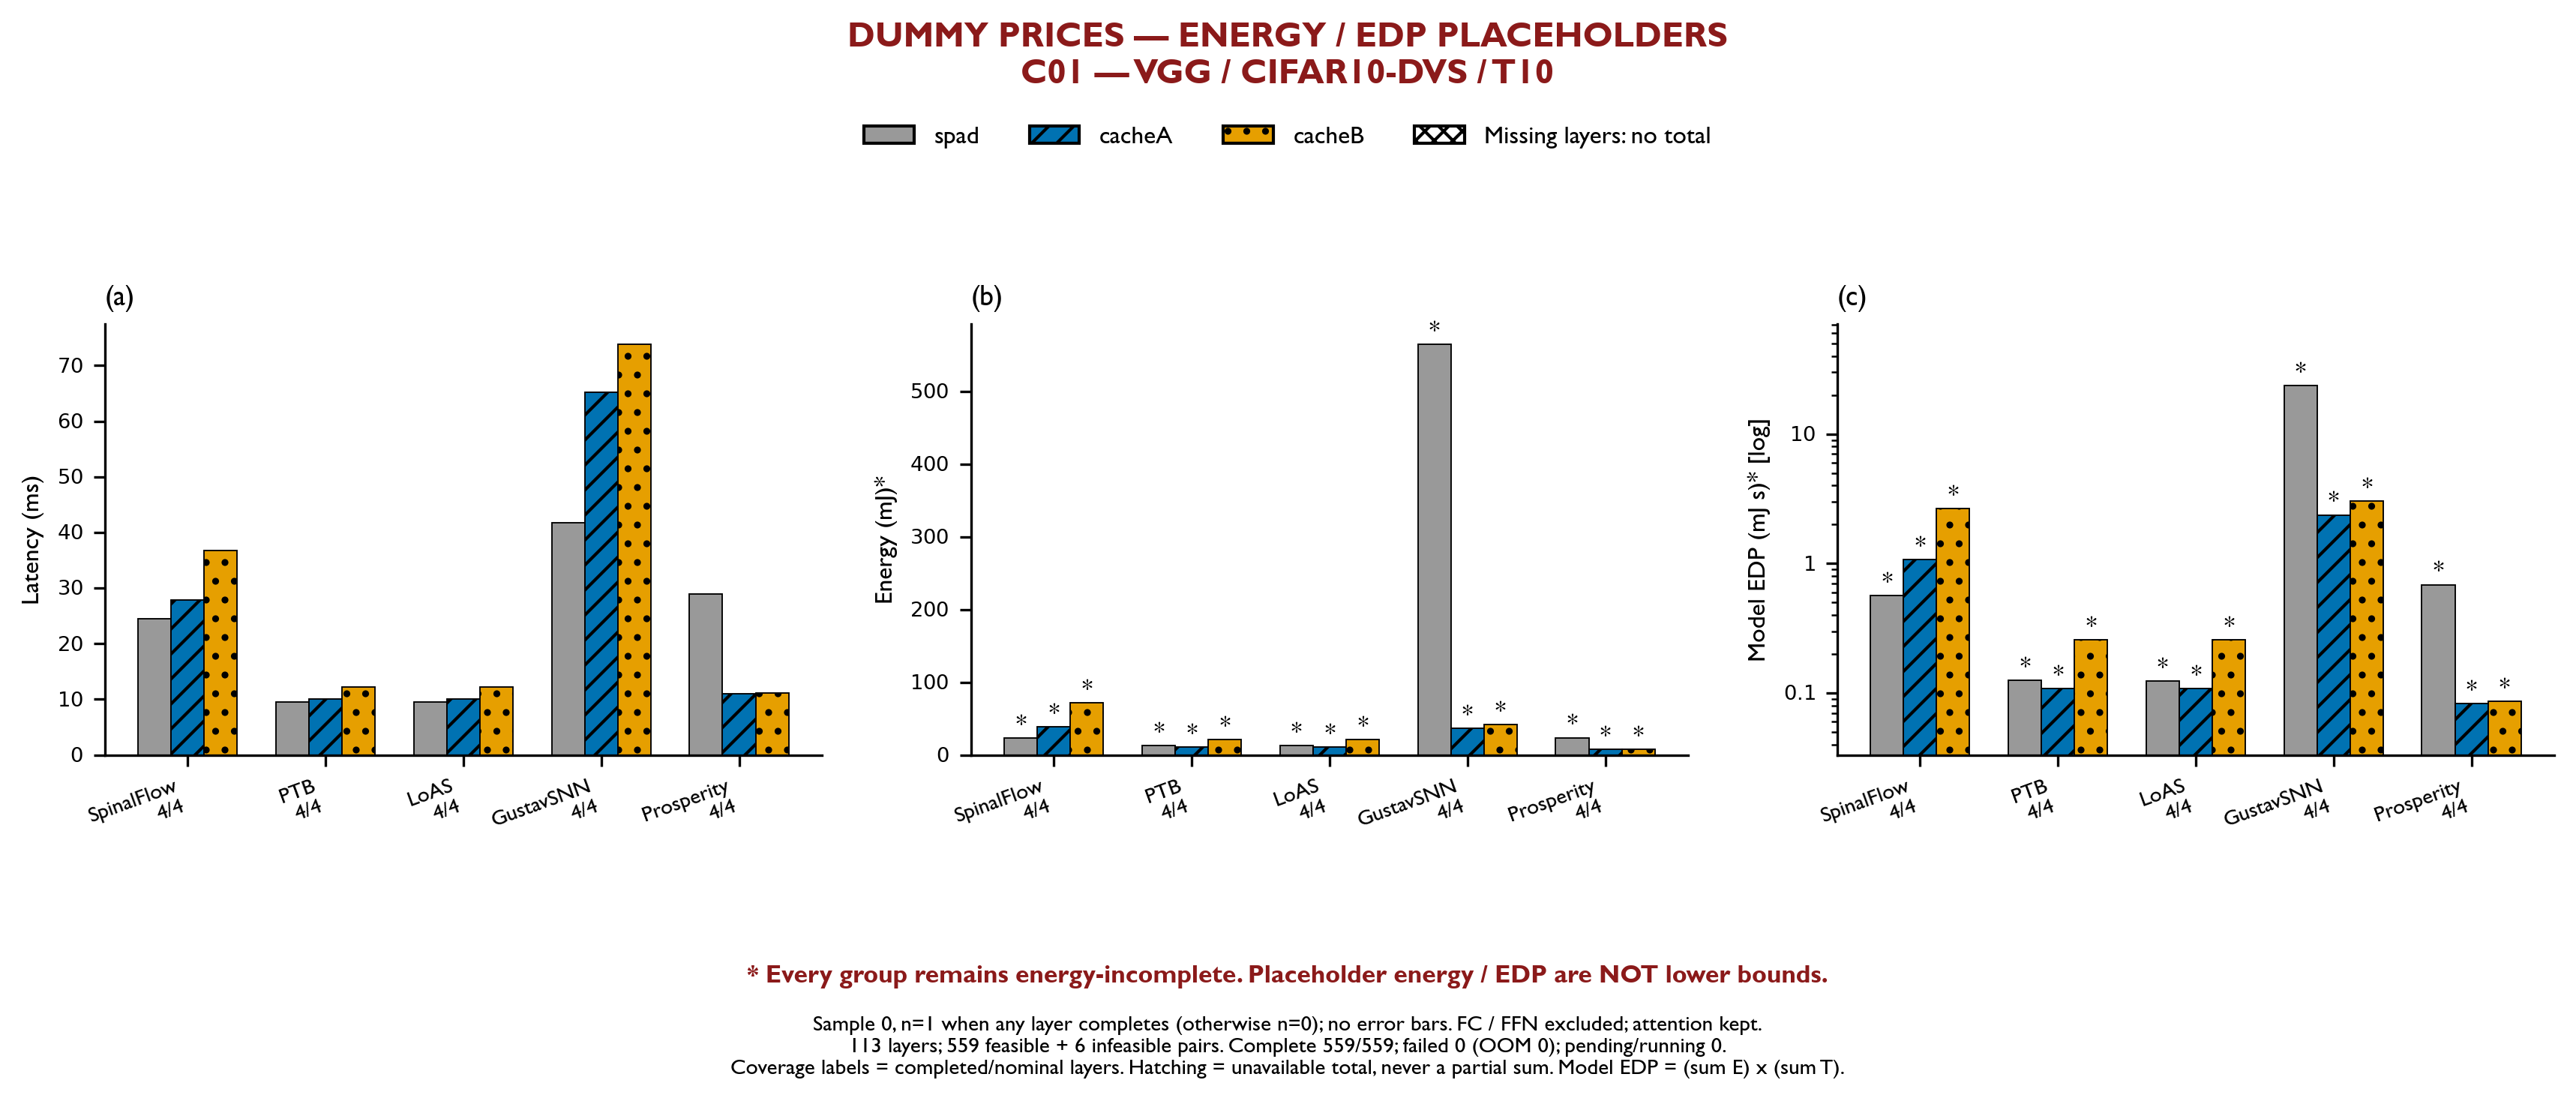 DUMMY PRICES — ENERGY / EDP PLACEHOLDERS
C01 — VGG / CIFAR10-DVS / T10
spad
cacheA
cacheB
Missing layers: no total
(a)
Latency (ms)
70
60
50
40
30
20
10
0
SpinalFlow
4/4
PTB
4/4
LoAS
4/4
GustavSNN
4/4
Prosperity
4/4
(b)
Energy (mJ)*
500
400
300
200
100
0
* * * * * * * * * * * * * * *
SpinalFlow
4/4
PTB
4/4
LoAS
4/4
GustavSNN
4/4
Prosperity
4/4
(c)
Model EDP (mJ s)* [log]
10
1
0.1
* * * * * * * * * * * * * * *
SpinalFlow
4/4
PTB
4/4
LoAS
4/4
GustavSNN
4/4
Prosperity
4/4
* Every group remains energy-incomplete. Placeholder energy / EDP are NOT lower bounds.
Sample 0, n=1 when any layer completes (otherwise n=0); no error bars. FC / FFN excluded; attention kept.
113 layers; 559 feasible + 6 infeasible pairs. Complete 559/559; failed 0 (OOM 0); pending/running 0.
Coverage labels = completed/nominal layers. Hatching = unavailable total, never a partial sum. Model EDP = (sum E) x (sum T).